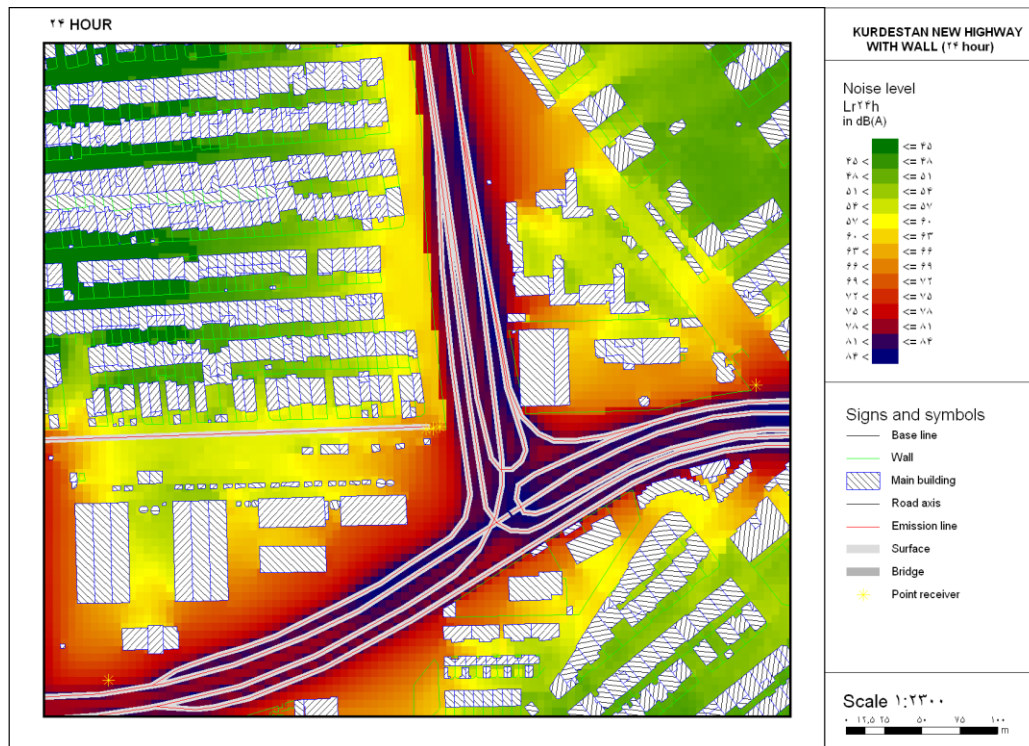 ۲۴ HOUR
KURDESTAN NEW HIGHWAY
WITH WALL (۲۴ hour)
Noise level
Lr۲۴h
in dB(A)
<= ۴۵
۴۵ < <= ۴۸
۴۸ < <= ۵۱
۵۱ < <= ۵۴
۵۴ < <= ۵۷
۵۷ < <= ۶۰
۶۰ < <= ۶۳
۶۳ < <= ۶۶
۶۶ < <= ۶۹
۶۹ < <= ۷۲
۷۲ < <= ۷۵
۷۵ < <= ۷۸
۷۸ < <= ۸۱
۸۱ < <= ۸۴
۸۴ <
Signs and symbols
Base line
Wall
Main building
Road axis
Emission line
Surface
Bridge
Point receiver
Scale ۱:۲۳۰۰
۰ ۱۲,۵ ۲۵ ۵۰ ۷۵ ۱۰۰
m